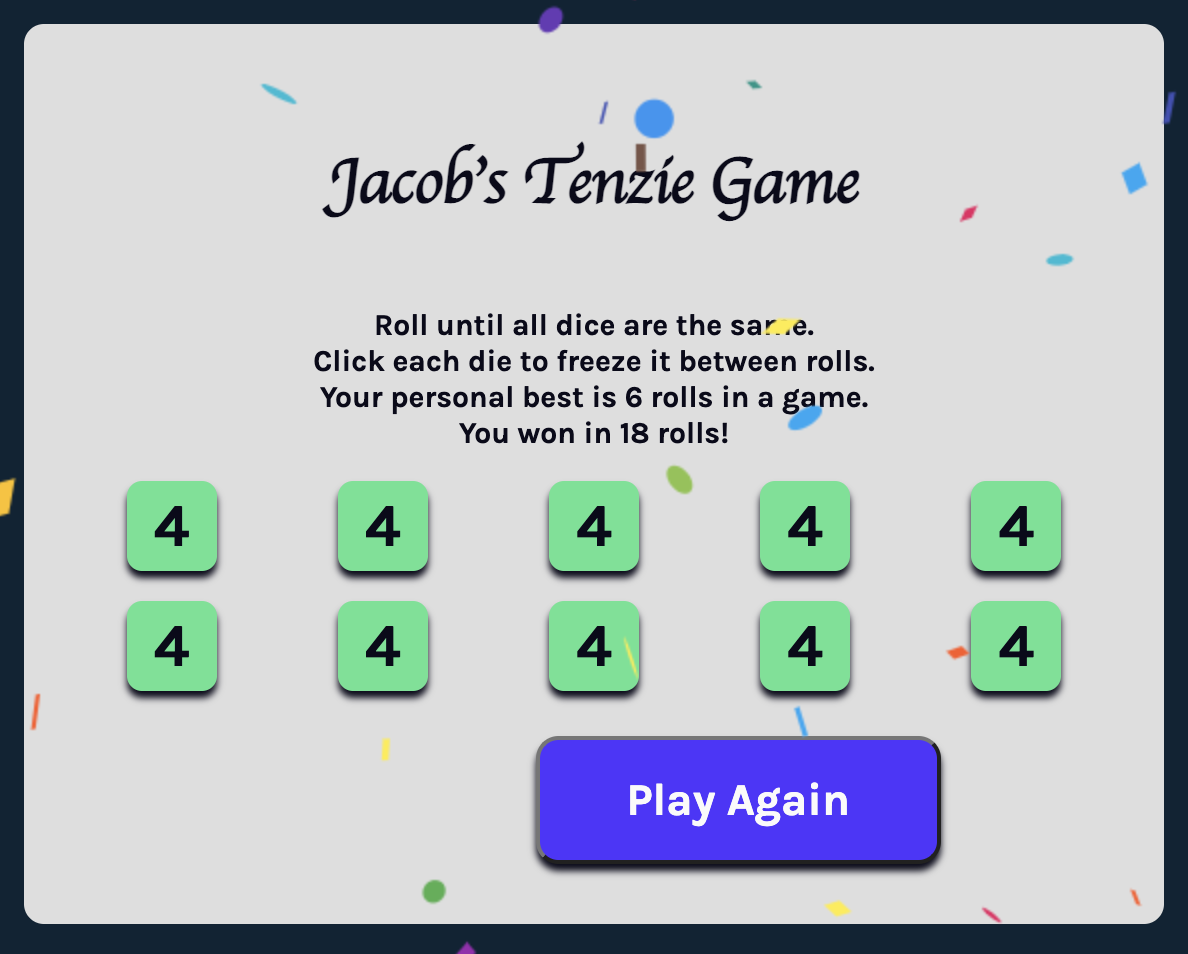 Jacob's Tenzie Game
Roll until all dice are the same.
Click each die to freeze it between rolls.
Your personal best is 6 rolls in a game.
You won in 18 rolls!
4 4 4 4 4
4 4 4 4 4
Play Again